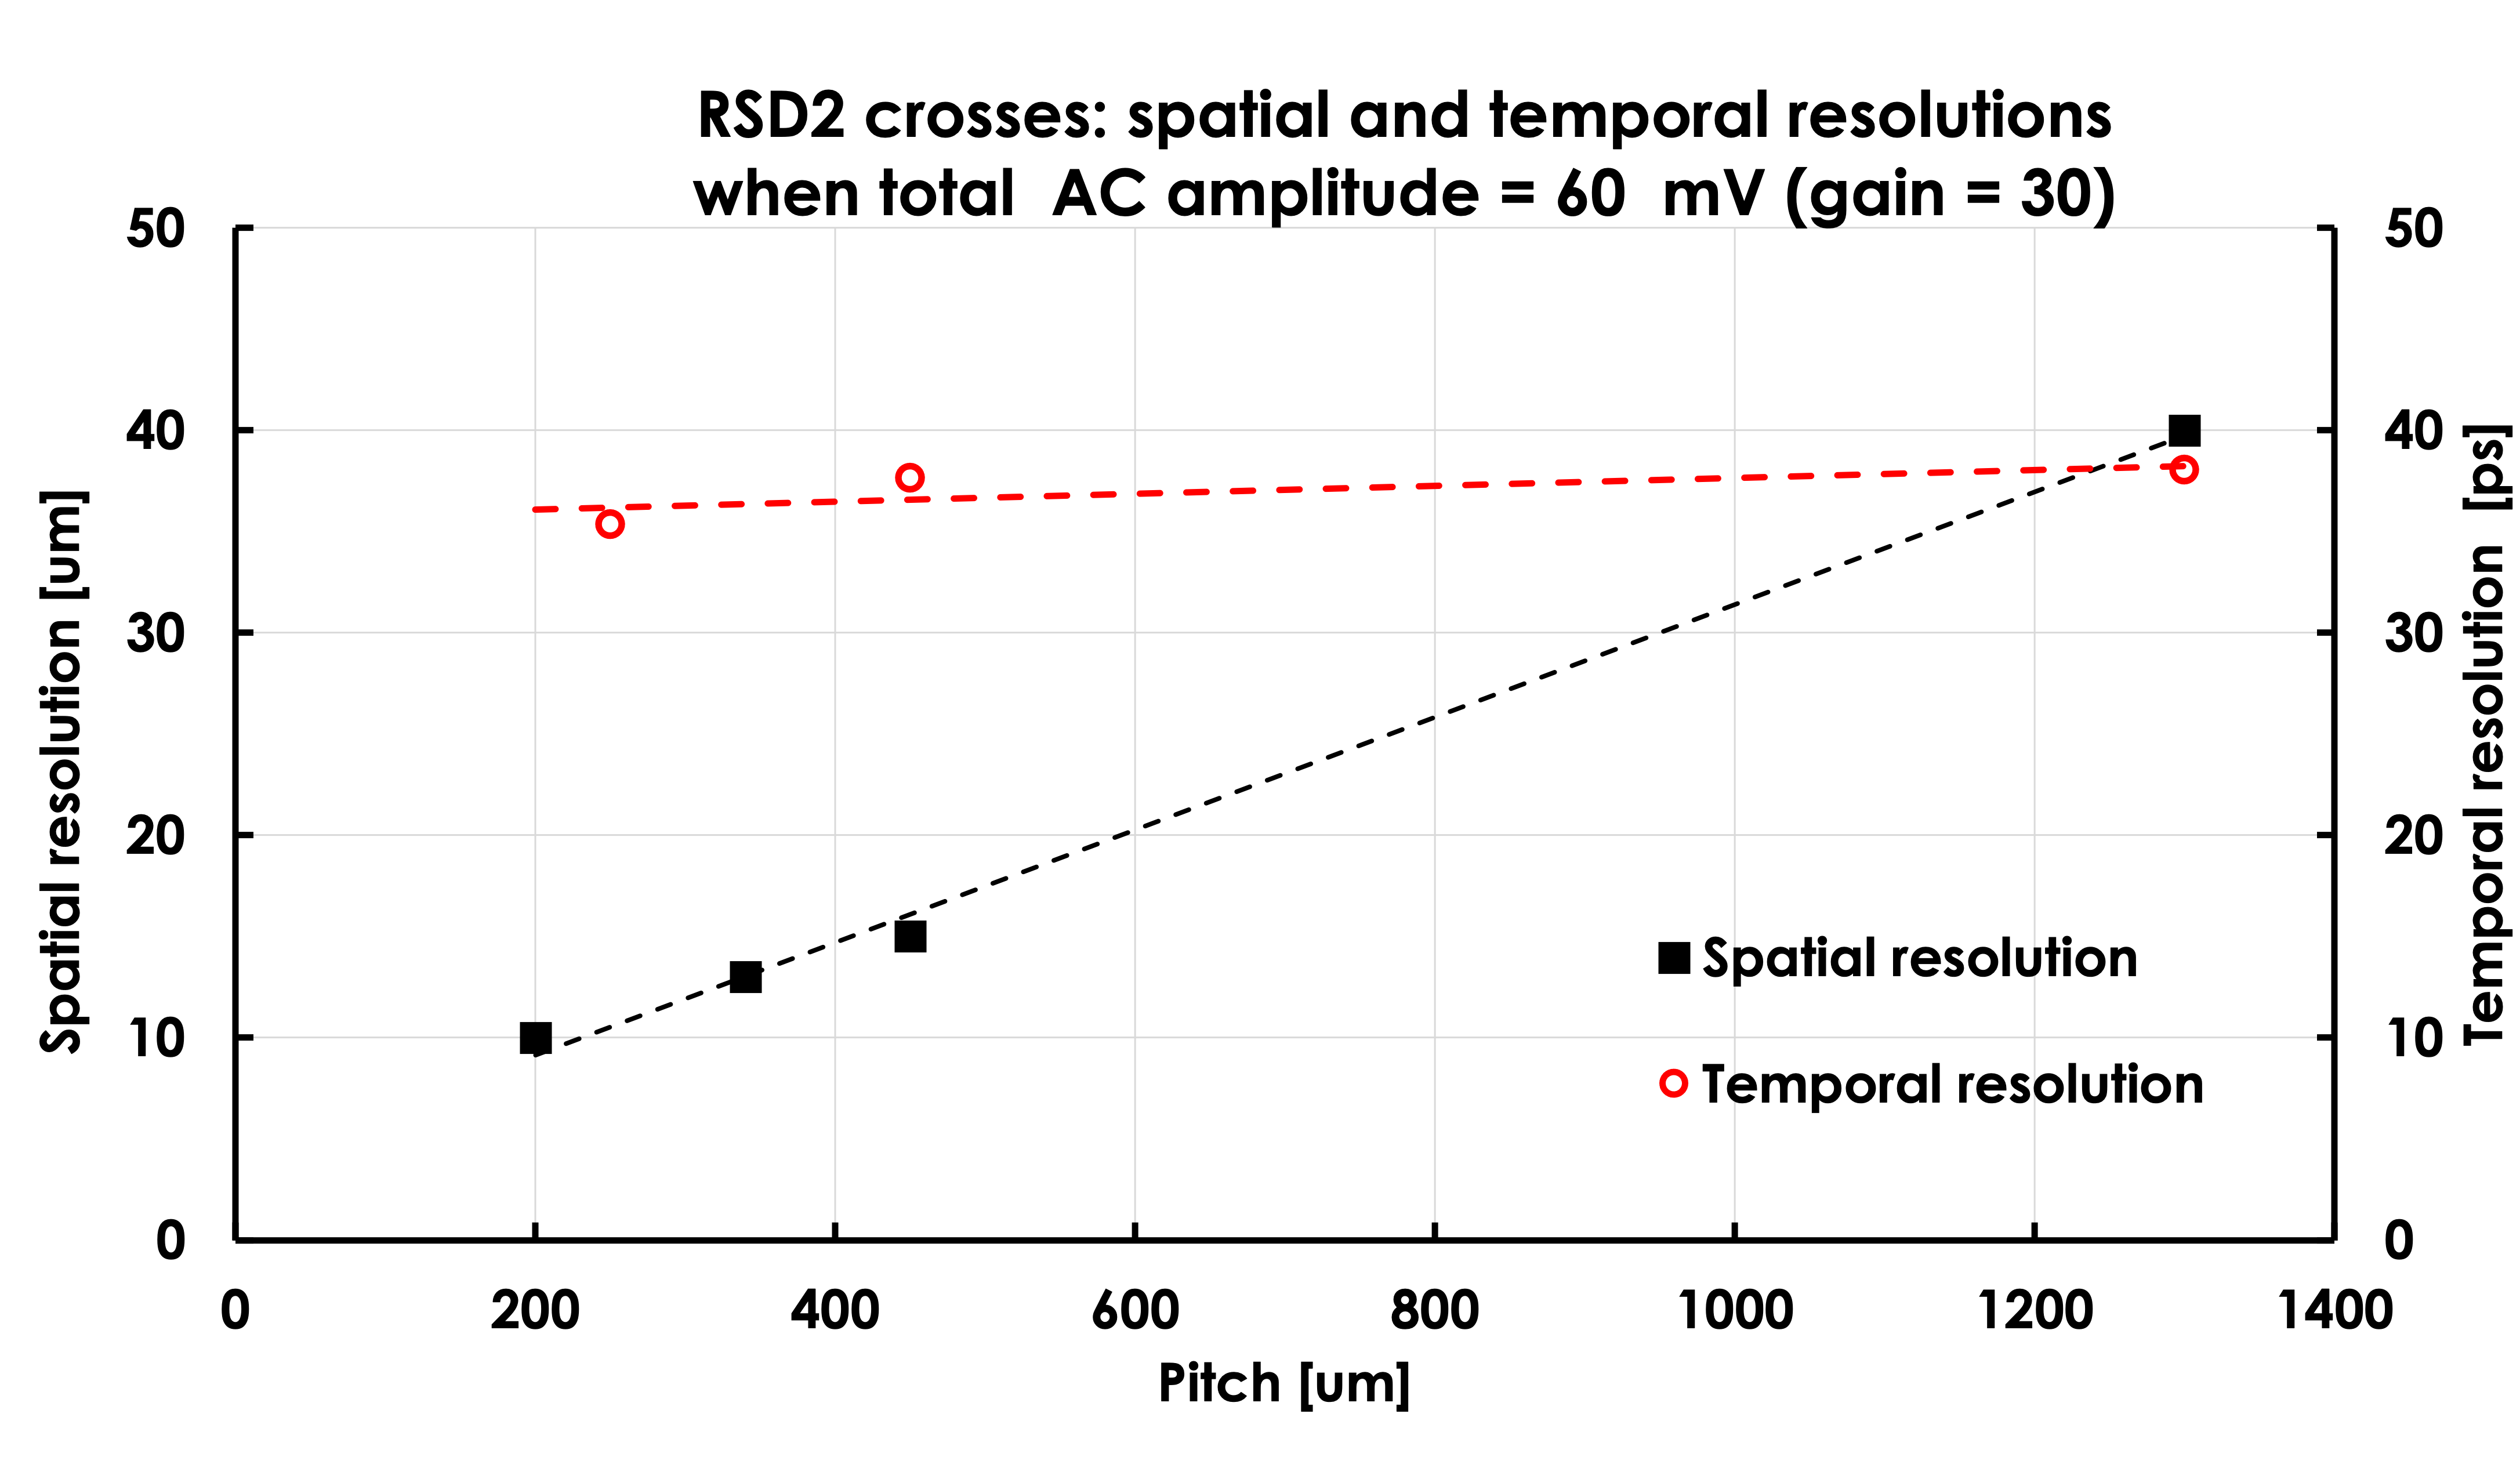 RSD2 crosses: spatial and temporal resolutions
when total AC amplitude = 60 mV (gain = 30)
50
40
30
20
10
0
Spatial resolution [um]
50
40
30
20
10
0
Temporal resolution [ps]
Spatial resolution
Temporal resolution
0 200 400 600 800 1000 1200 1400
Pitch [um]